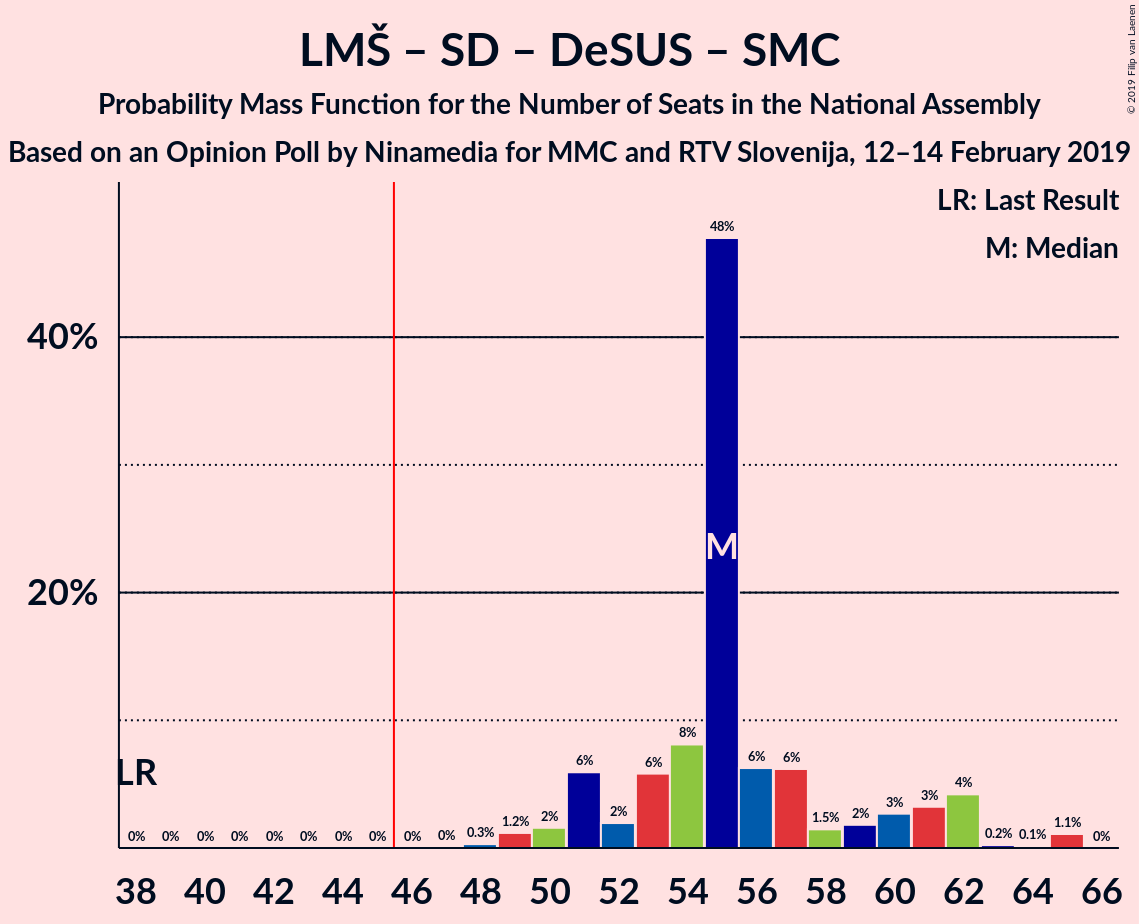 LMŠ – SD – DeSUS – SMC
Probability Mass Function for the Number of Seats in the National Assembly
Based on an Opinion Poll by Ninamedia for MMC and RTV Slovenija, 12–14 February 2019
© 2019 Filip van Laenen
LR: Last Result
M: Median
48%
40%
M
20%
8%
LR
6% 6% 6% 6%
4%
3% 3%
2% 2% 2%
1.5%
1.2% 1.1%
0% 0% 0% 0% 0% 0% 0% 0% 0% 0% 0.3% 0.2% 0.1% 0%
38 40 42 44 46 48 50 52 54 56 58 60 62 64 66